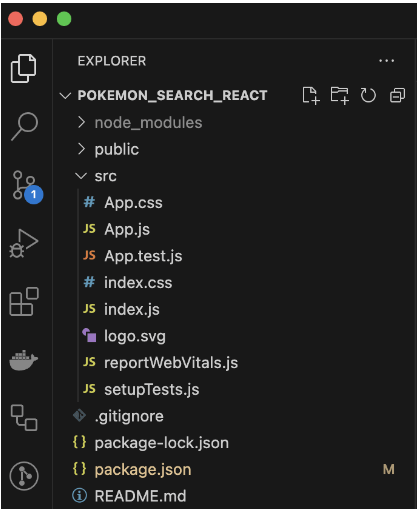 EXPLORER
POKEMON_SEARCH_REACT
node_modules
public
src
# App.css
JS App.js
JS App.test.js
# index.css
JS index.js
logo.svg
JS reportWebVitals.js
JS setupTests.js
.gitignore
{} package-lock.json
{} package.json M
README.md
1